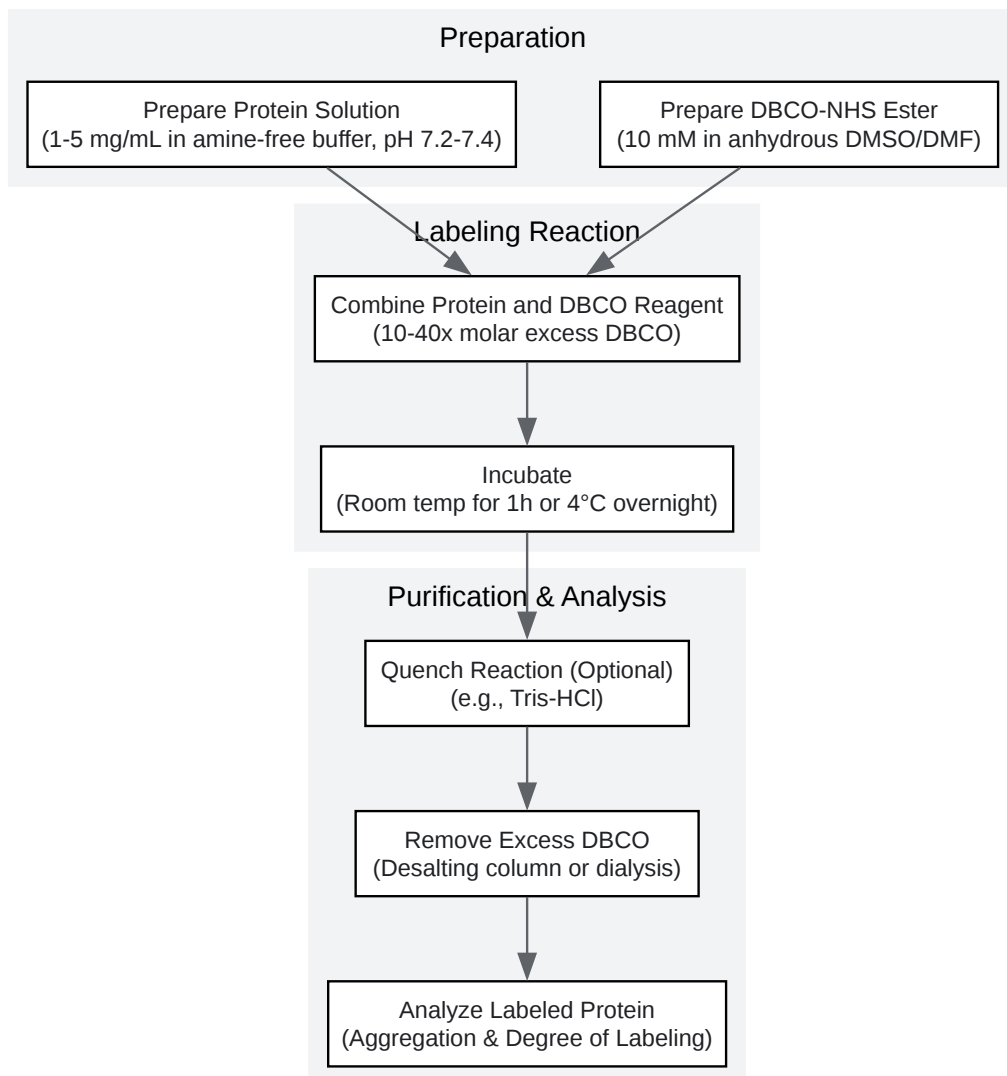 Preparation
Prepare Protein Solution
(1-5 mg/mL in amine-free buffer, pH 7.2-7.4)
Prepare DBCO-NHS Ester
(10 mM in anhydrous DMSO/DMF)
Labeling Reaction
Combine Protein and DBCO Reagent
(10-40x molar excess DBCO)
Incubate
(Room temp for 1h or 4°C overnight)
Purification & Analysis
Quench Reaction (Optional)
(e.g., Tris-HCl)
Remove Excess DBCO
(Desalting column or dialysis)
Analyze Labeled Protein
(Aggregation & Degree of Labeling)